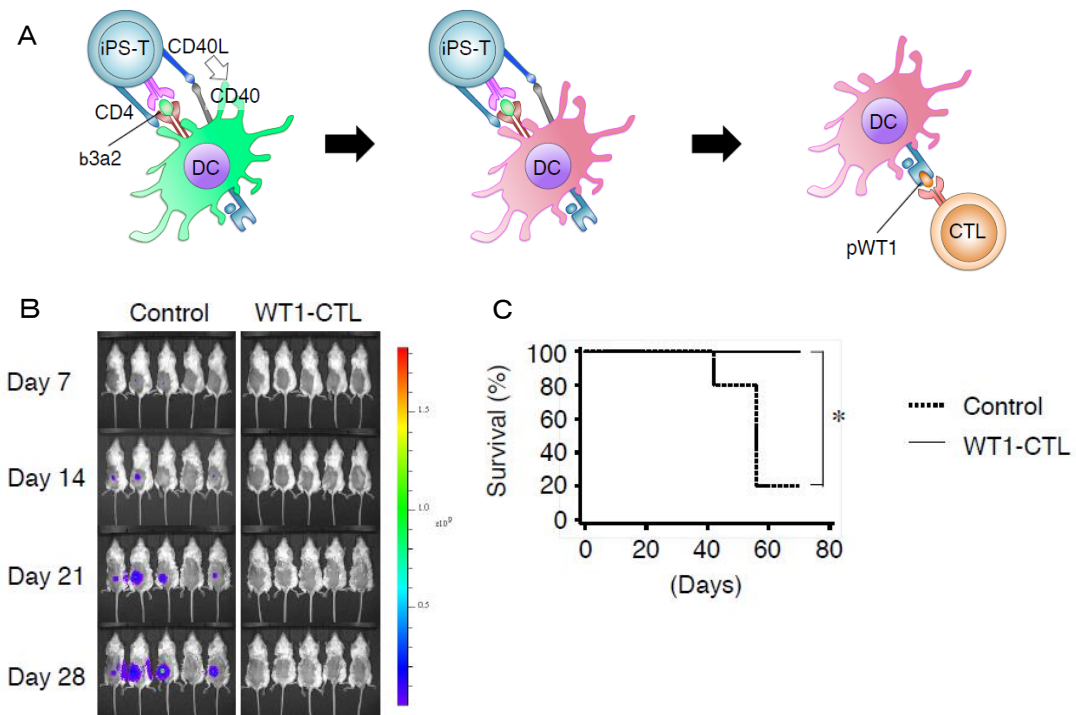 A
iPS-T
CD40L
CD40
CD4
b3a2
DC
iPS-T
DC
DC
pWT1
CTL
B
Control
WT1-CTL
Day 7
Day 14
Day 21
Day 28
1.5
1.0
x10⁹
0.5
C
Survival (%)
100
80
60
40
20
0
0 20 40 60 80
(Days)
*
Control
WT1-CTL